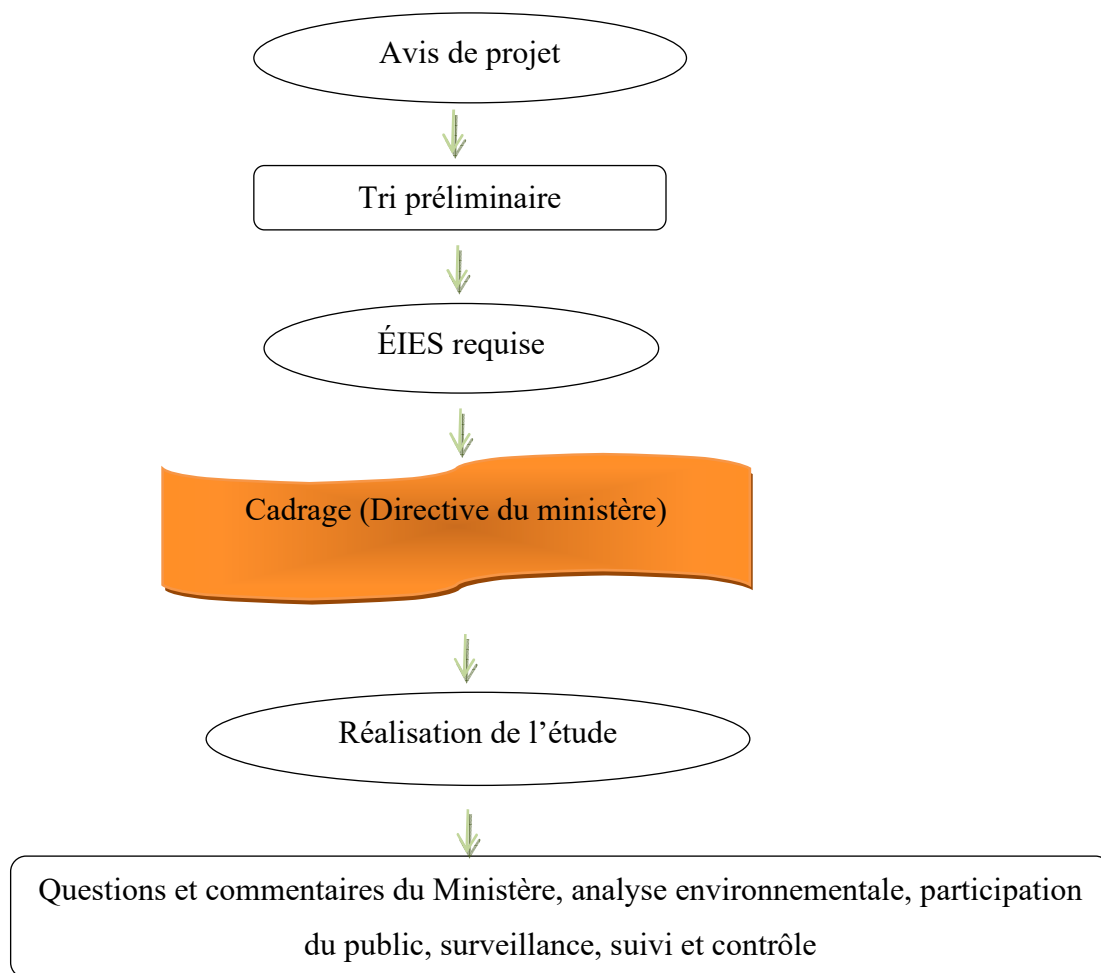 Avis de projet
Tri préliminaire
ÉIES requise
Cadrage (Directive du ministère)
Réalisation de l’étude
Questions et commentaires du Ministère, analyse environnementale, participation
du public, surveillance, suivi et contrôle